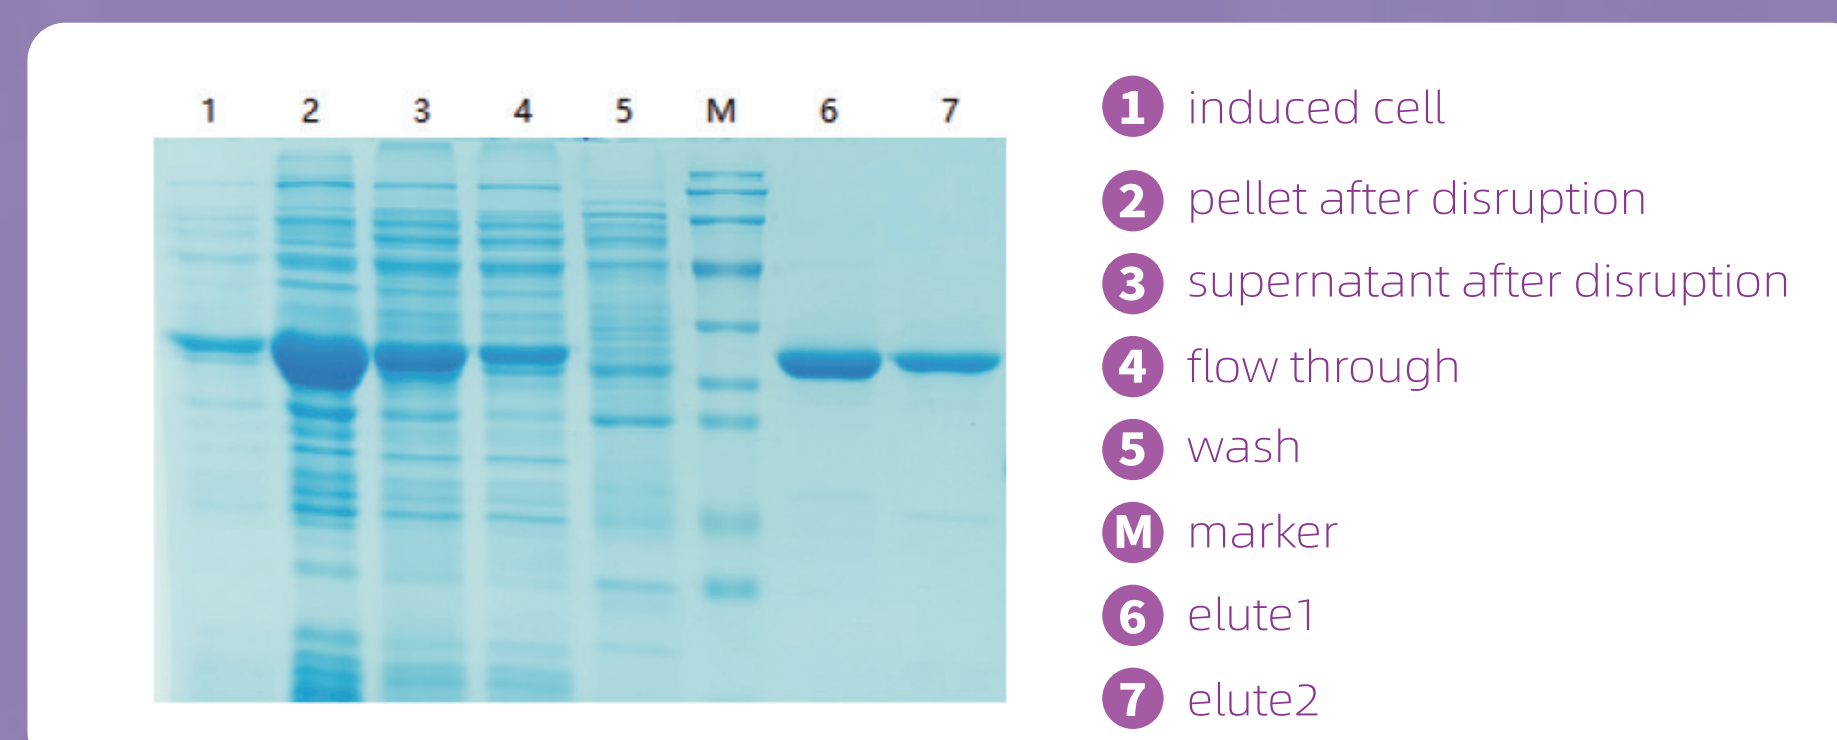 1 2 3 4 5 M 6 7
1 induced cell
2 pellet after disruption
3 supernatant after disruption
4 flow through
5 wash
M marker
6 elute1
7 elute2